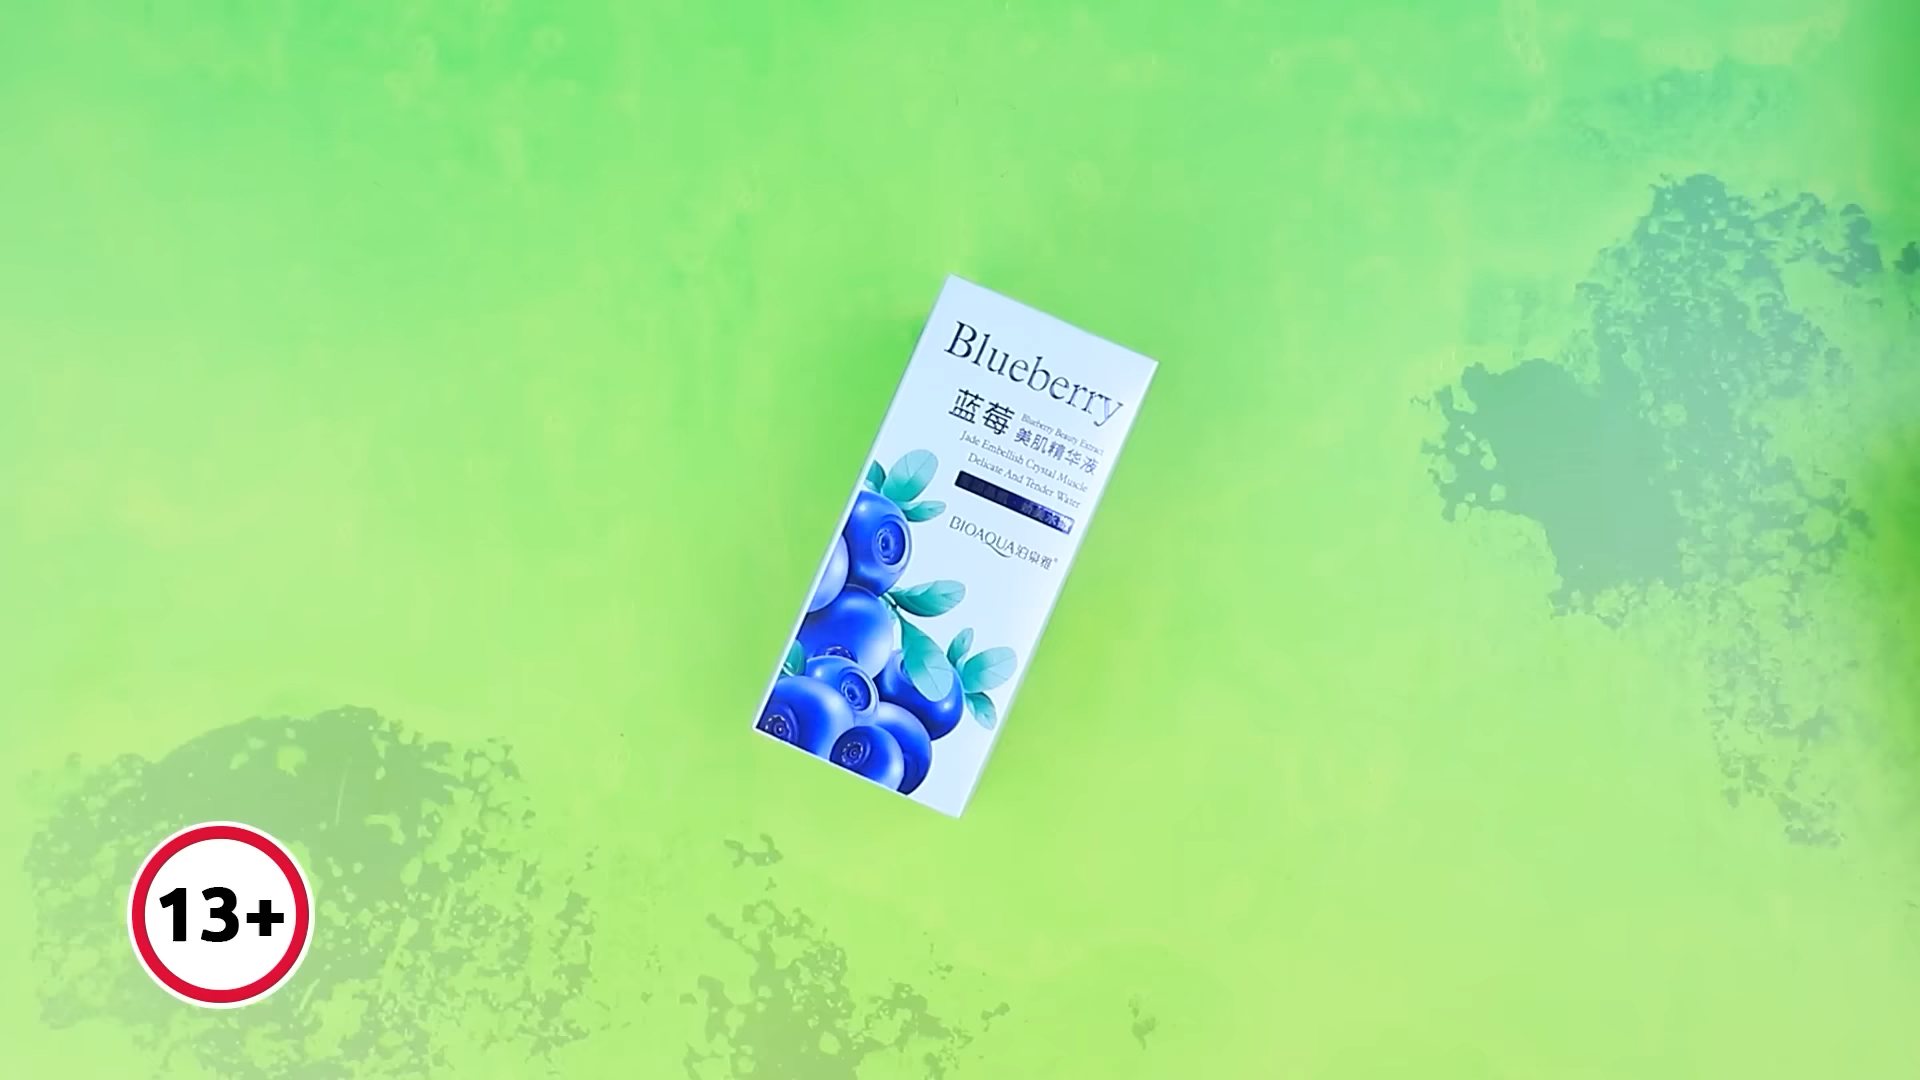 Blueberry
蓝莓
Blueberry Beauty Extract
美肌精华液
Jade Embellish Crystal Muscle
Delicate And Tender Water
BIOAQUA泊泉雅®
13+